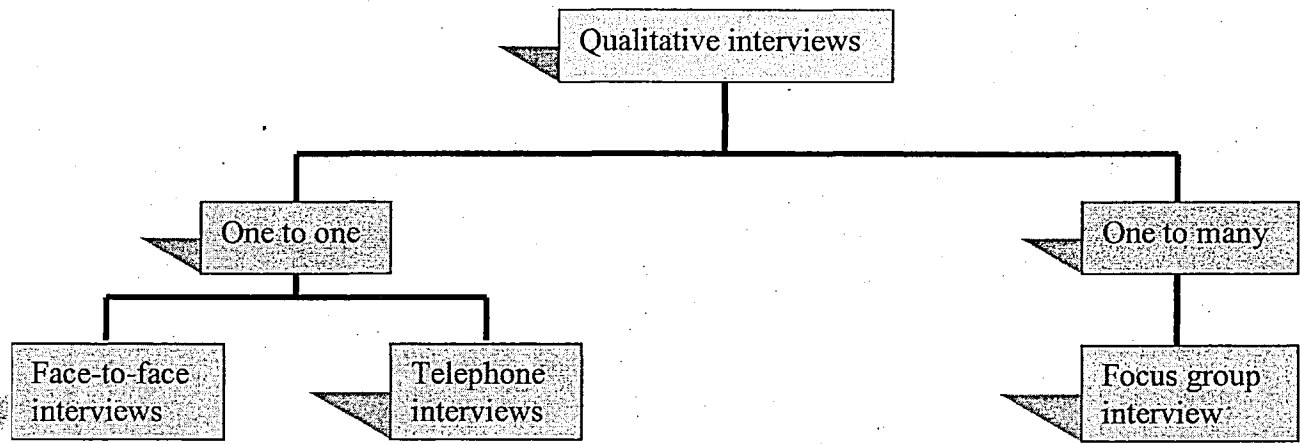 Qualitative interviews
One to one
One to many
Face-to-face
interviews
Telephone
interviews
Focus group
interview